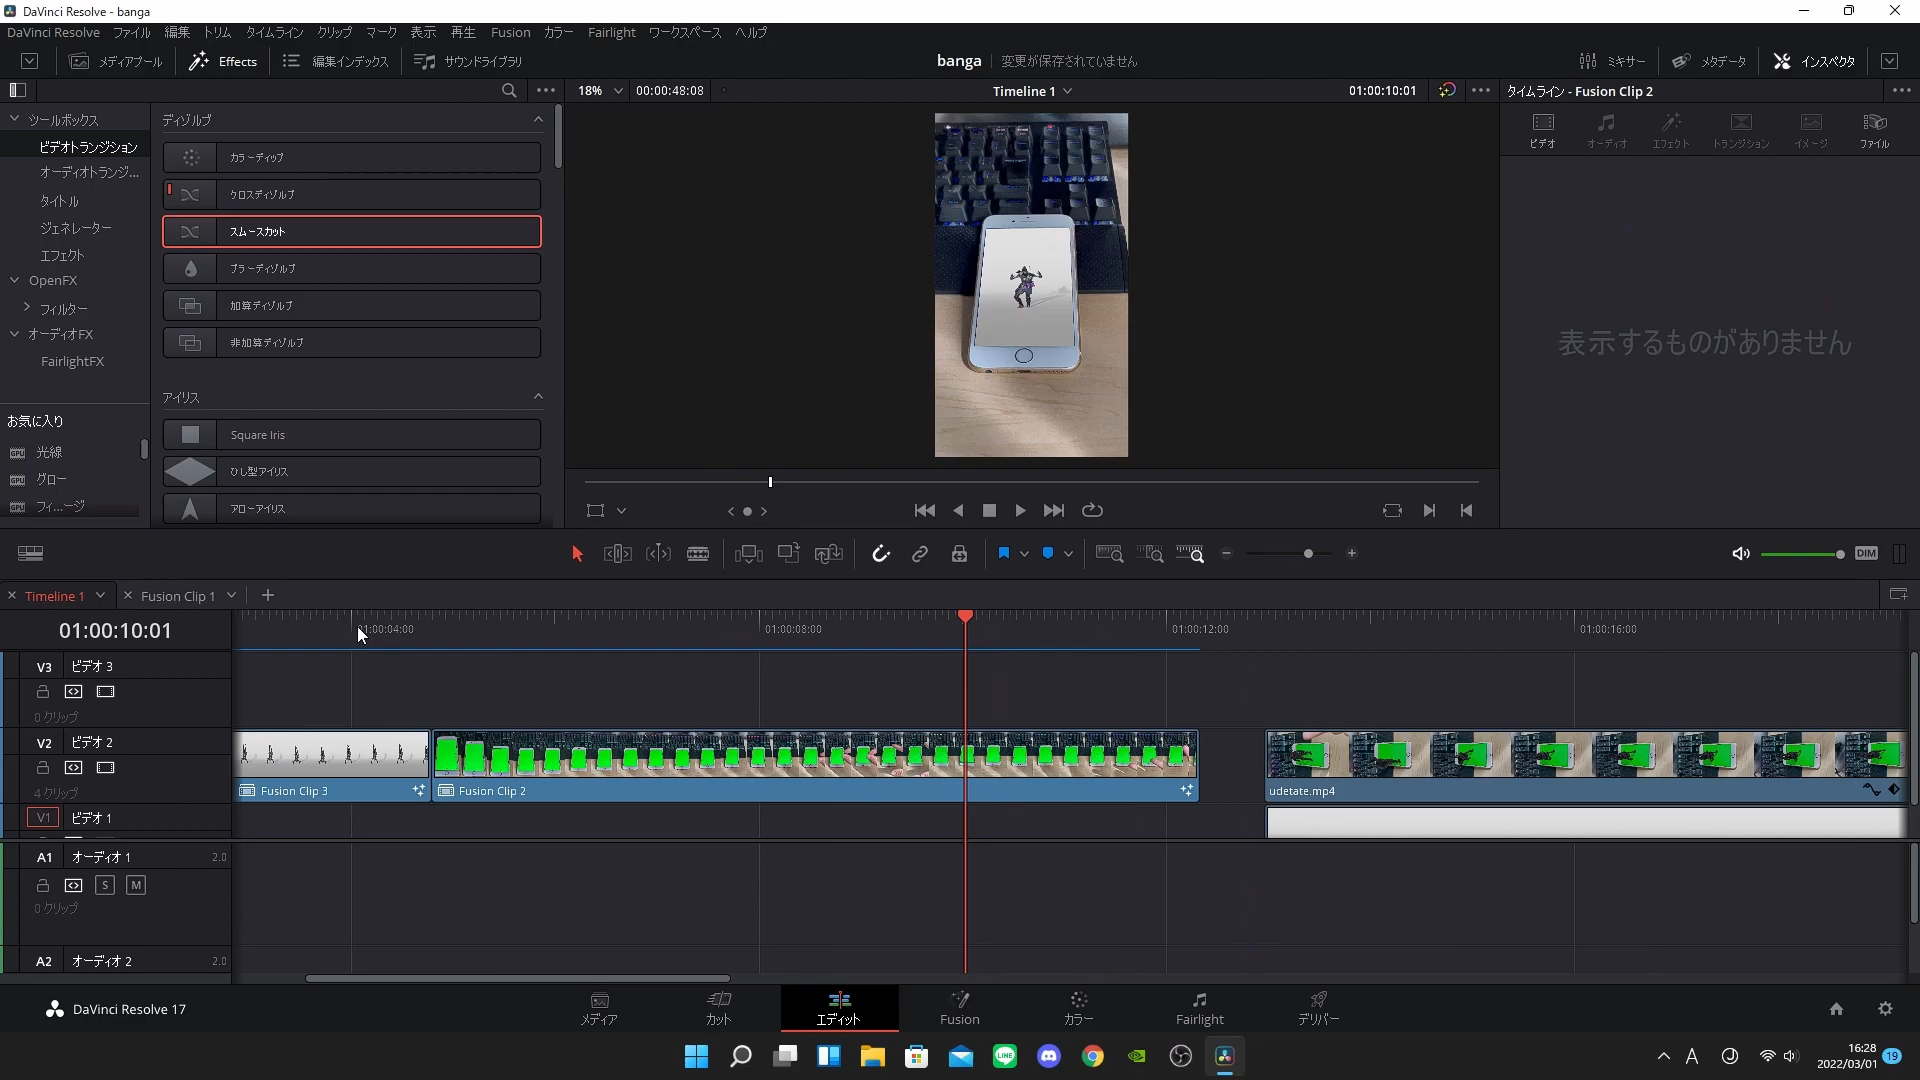 DaVinci Resolve - banga
DaVinci Resolve ファイル 編集 トリム タイムライン クリップ マーク 表示 再生 Fusion カラー Fairlight ワークスペース ヘルプ
メディアプール Effects 編集インデックス サウンドライブラリ banga 変更が保存されていません ミキサー メタデータ インスペクタ
18% 00:00:48:08 Timeline 1 01:00:10:01 タイムライン - Fusion Clip 2
ツールボックス
ビデオトランジション
オーディオトランジ...
タイトル
ジェネレーター
エフェクト
OpenFX
フィルター
オーディオFX
FairlightFX
お気に入り
光線
グロー
フィ...ージ
ディゾルブ
カラーディップ
クロスディゾルブ
スムースカット
ブラーディゾルブ
加算ディゾルブ
非加算ディゾルブ
アイリス
Square Iris
ひし型アイリス
アローアイリス
ビデオ オーディオ エフェクト トランジション イメージ ファイル
表示するものがありません
DIM
Timeline 1 Fusion Clip 1
01:00:10:01
01:00:04:00 01:00:08:00 01:00:12:00 01:00:16:00
V3 ビデオ 3
0 クリップ
V2 ビデオ 2
4 クリップ
Fusion Clip 3 Fusion Clip 2 udetate.mp4
V1 ビデオ 1
A1 オーディオ 1 2.0
S M
0 クリップ
A2 オーディオ 2 2.0
DaVinci Resolve 17
メディア カット エディット Fusion カラー Fairlight デリバー
LINE
A J 16:28
2022/03/01 19